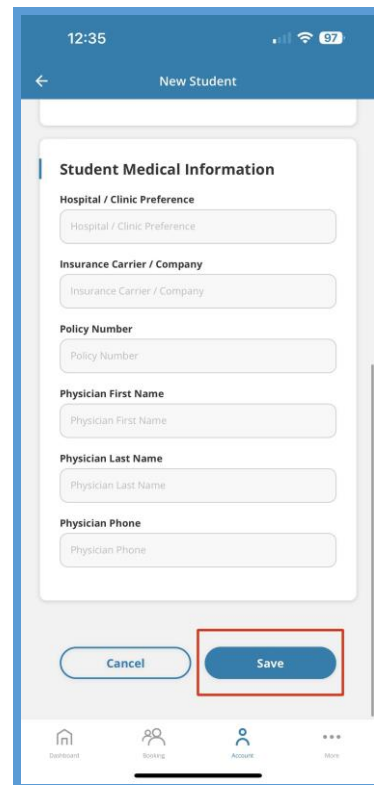 12:35
97
New Student
Student Medical Information
Hospital / Clinic Preference
Hospital / Clinic Preference
Insurance Carrier / Company
Insurance Carrier / Company
Policy Number
Policy Number
Physician First Name
Physician First Name
Physician Last Name
Physician Last Name
Physician Phone
Physician Phone
Cancel Save
Dashboard Booking Account More